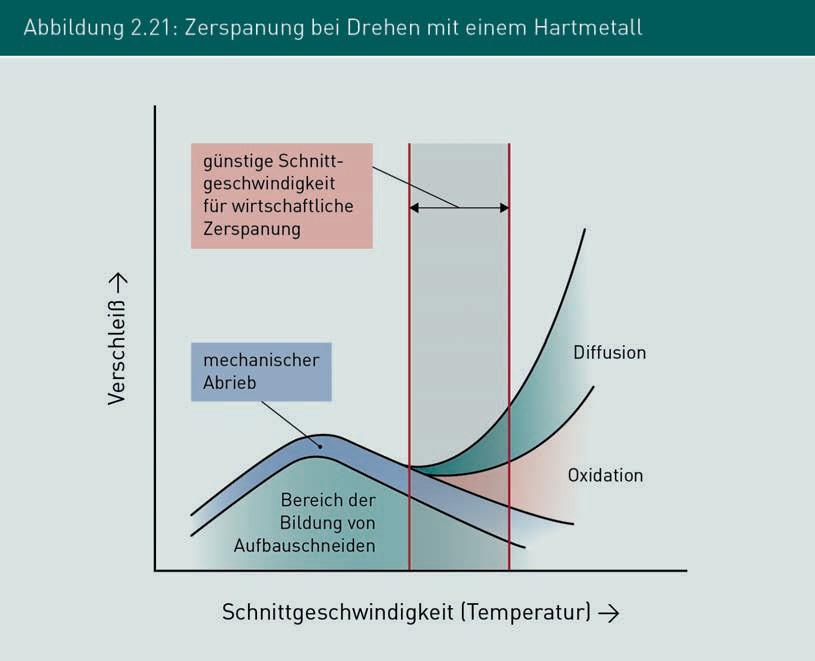 Abbildung 2.21: Zerspanung bei Drehen mit einem Hartmetall
günstige Schnitt-
geschwindigkeit
für wirtschaftliche
Zerspanung
Verschleiß →
mechanischer
Abrieb
Diffusion
Oxidation
Bereich der
Bildung von
Aufbauschneiden
Schnittgeschwindigkeit (Temperatur) →